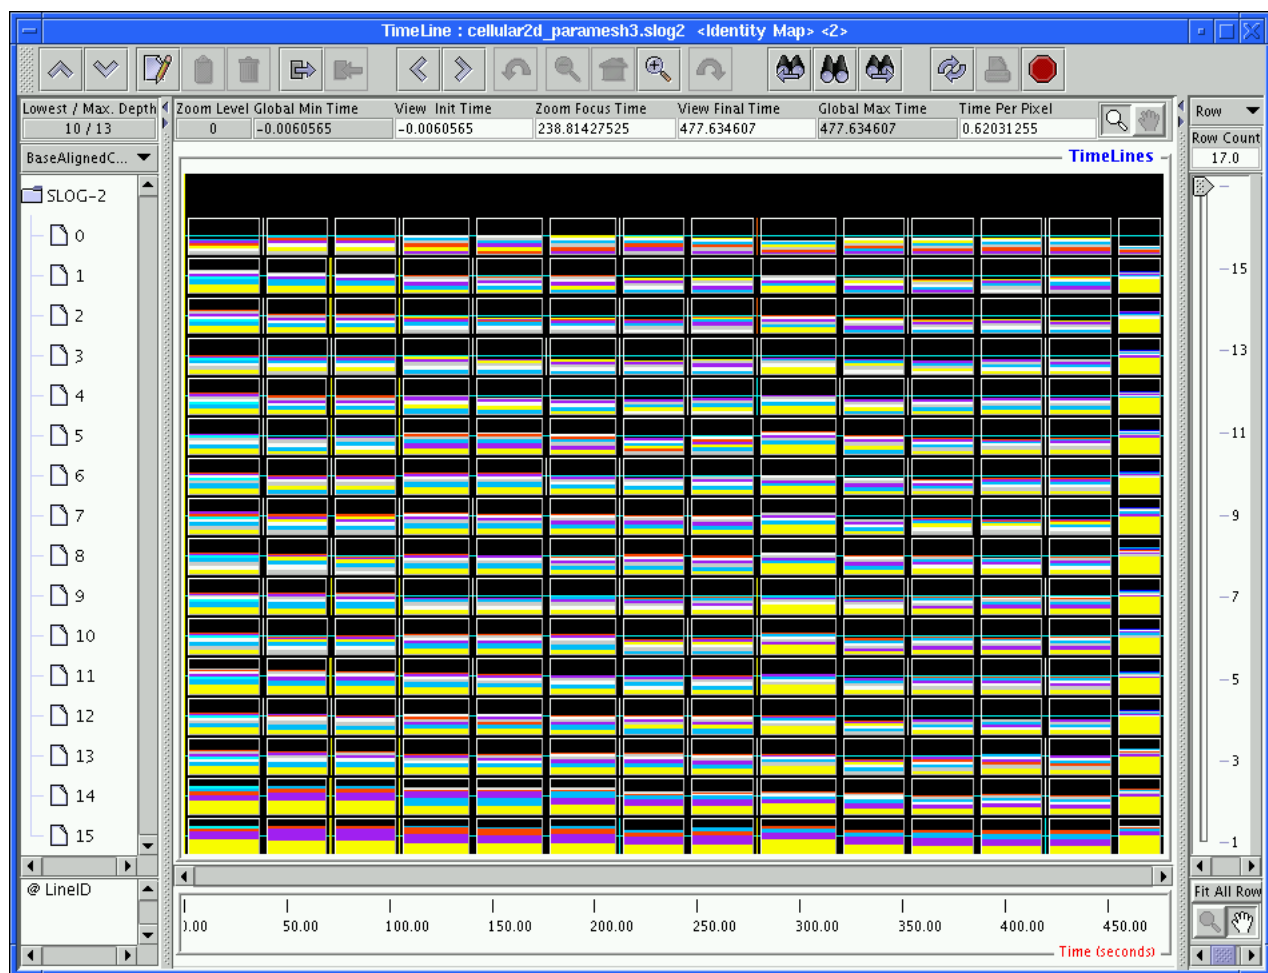 TimeLine : cellular2d_paramesh3.slog2 <Identity Map> <2>
Lowest / Max. Depth
10 / 13
Zoom Level Global Min Time View Init Time Zoom Focus Time View Final Time Global Max Time Time Per Pixel
0 -0.0060565 -0.0060565 238.81427525 477.634607 477.634607 0.62031255
Row
Row Count
17.0
BaseAlignedC...
TimeLines
SLOG-2
0
1
2
3
4
5
6
7
8
9
10
11
12
13
14
15
15
13
11
9
7
5
3
1
@ LineID
Fit All Row
).00 50.00 100.00 150.00 200.00 250.00 300.00 350.00 400.00 450.00
Time (seconds)